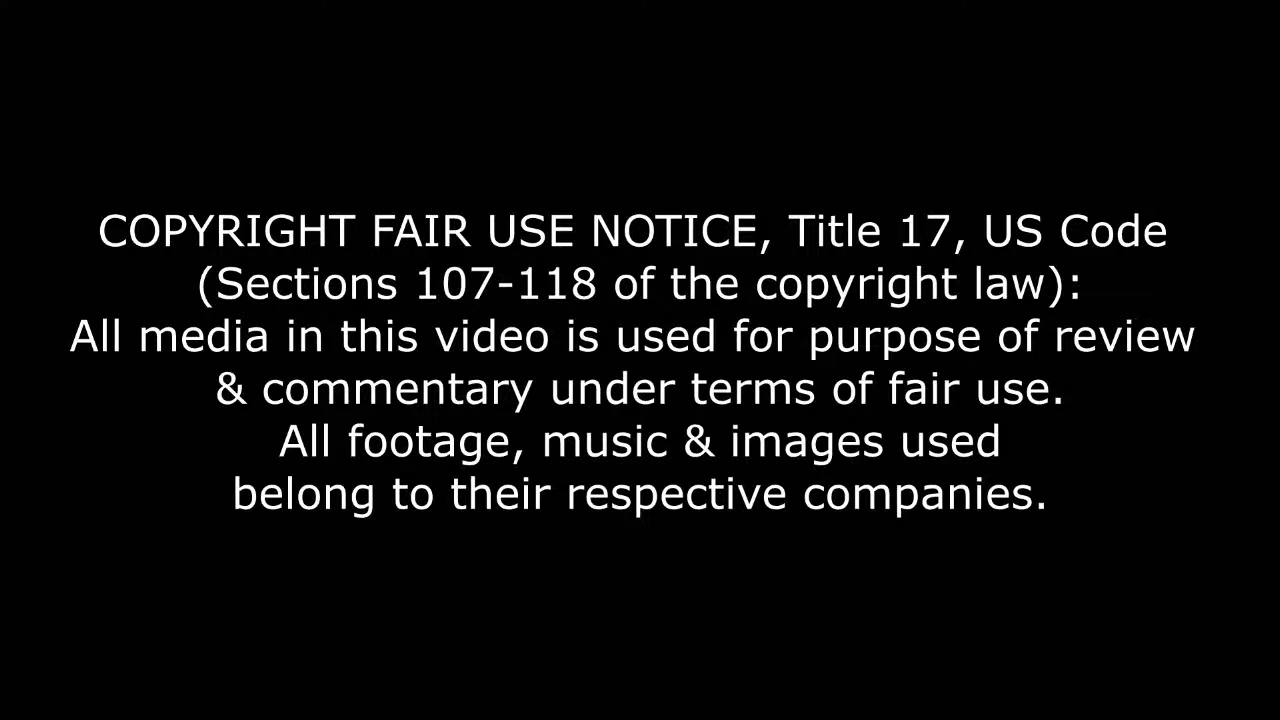 COPYRIGHT FAIR USE NOTICE, Title 17, US Code
(Sections 107-118 of the copyright law):
All media in this video is used for purpose of review
& commentary under terms of fair use.
All footage, music & images used
belong to their respective companies.